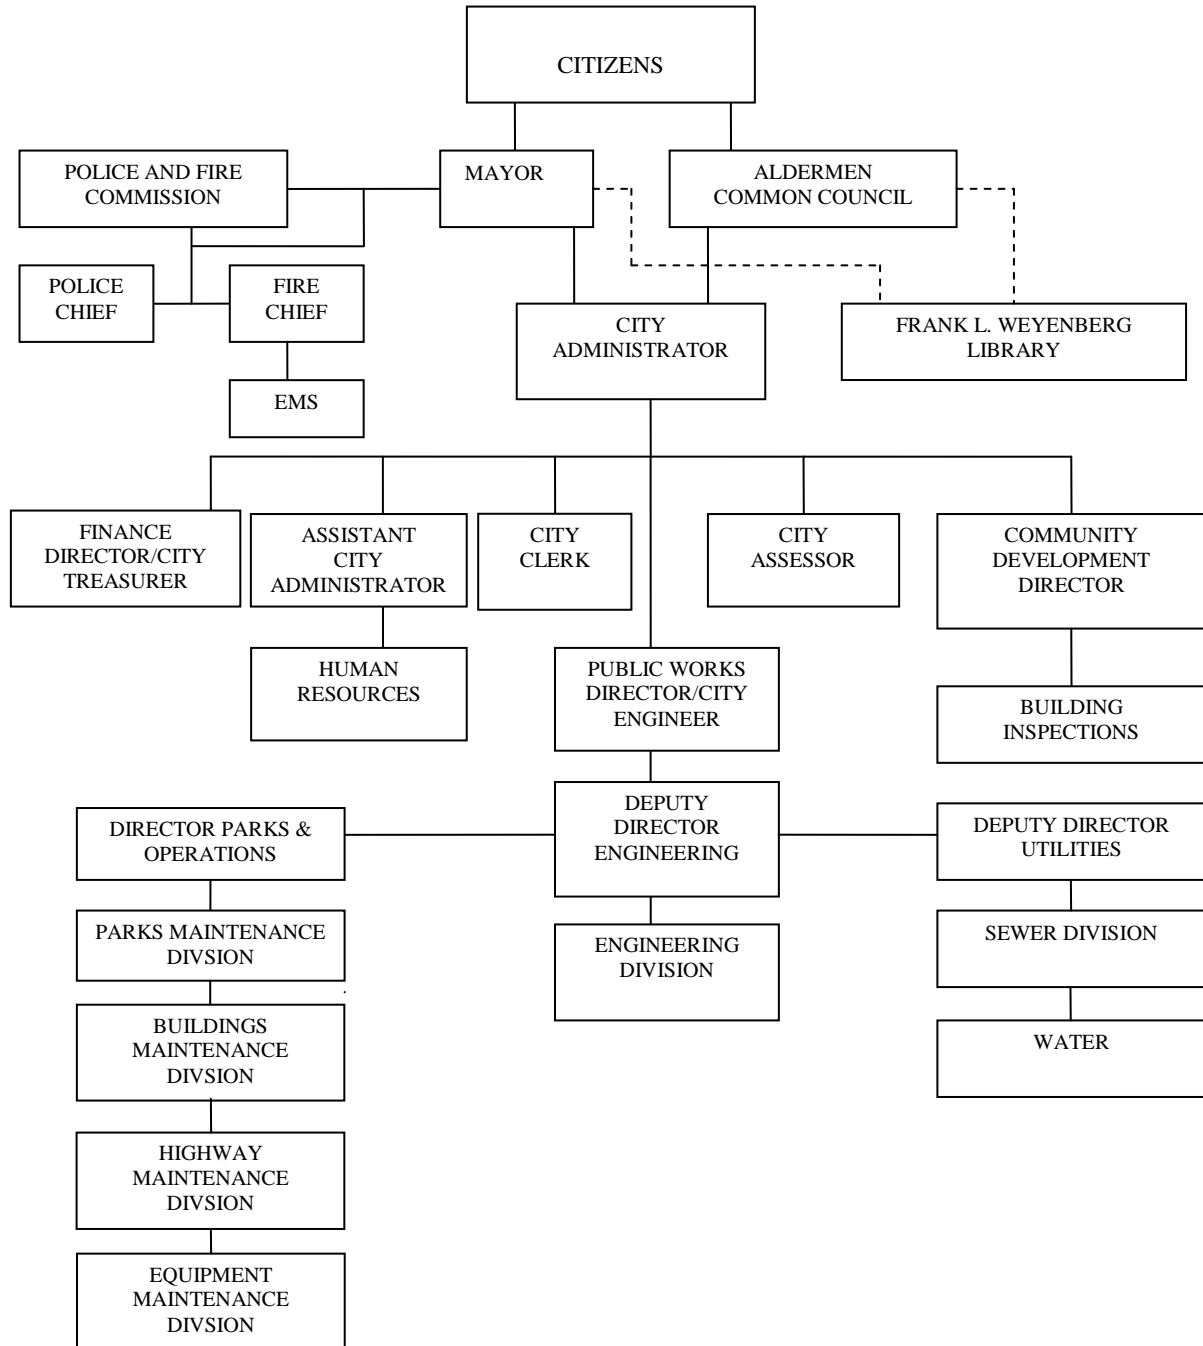 CITIZENS
POLICE AND FIRE
COMMISSION
MAYOR
ALDERMEN
COMMON COUNCIL
POLICE
CHIEF
FIRE
CHIEF
CITY
ADMINISTRATOR
FRANK L. WEYENBERG
LIBRARY
EMS
FINANCE
DIRECTOR/CITY
TREASURER
ASSISTANT
CITY
ADMINISTRATOR
CITY
CLERK
CITY
ASSESSOR
COMMUNITY
DEVELOPMENT
DIRECTOR
HUMAN
RESOURCES
PUBLIC WORKS
DIRECTOR/CITY
ENGINEER
BUILDING
INSPECTIONS
DIRECTOR PARKS &
OPERATIONS
DEPUTY
DIRECTOR
ENGINEERING
DEPUTY DIRECTOR
UTILITIES
PARKS MAINTENANCE
DIVSION
ENGINEERING
DIVISION
SEWER DIVISION
BUILDINGS
MAINTENANCE
DIVSION
WATER
HIGHWAY
MAINTENANCE
DIVSION
EQUIPMENT
MAINTENANCE
DIVSION